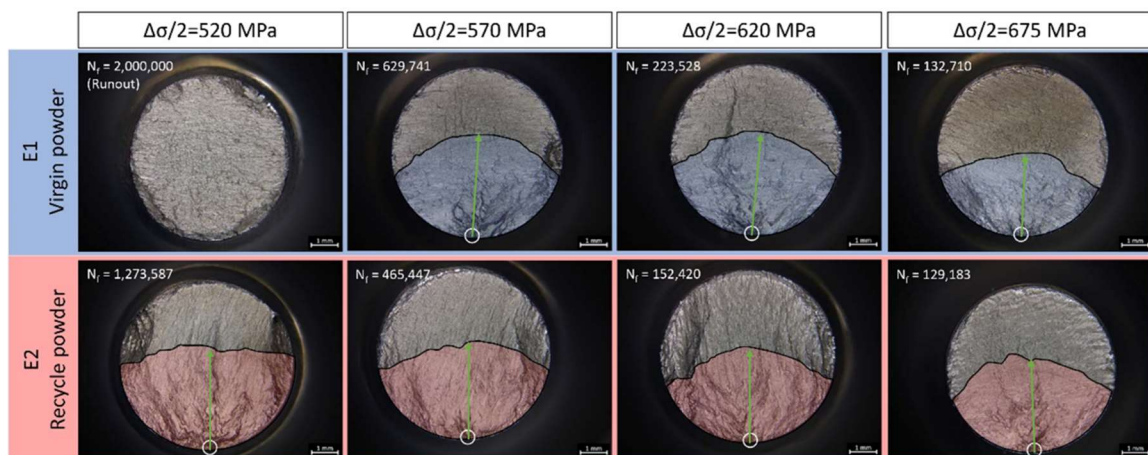 Δσ/2=520 MPa
Δσ/2=570 MPa
Δσ/2=620 MPa
Δσ/2=675 MPa
E1
Virgin powder
Nf = 2,000,000
(Runout)
1 mm
Nf = 629,741
1 mm
Nf = 223,528
1 mm
Nf = 132,710
1 mm
E2
Recycle powder
Nf = 1,273,587
1 mm
Nf = 465,447
1 mm
Nf = 152,420
1 mm
Nf = 129,183
1 mm